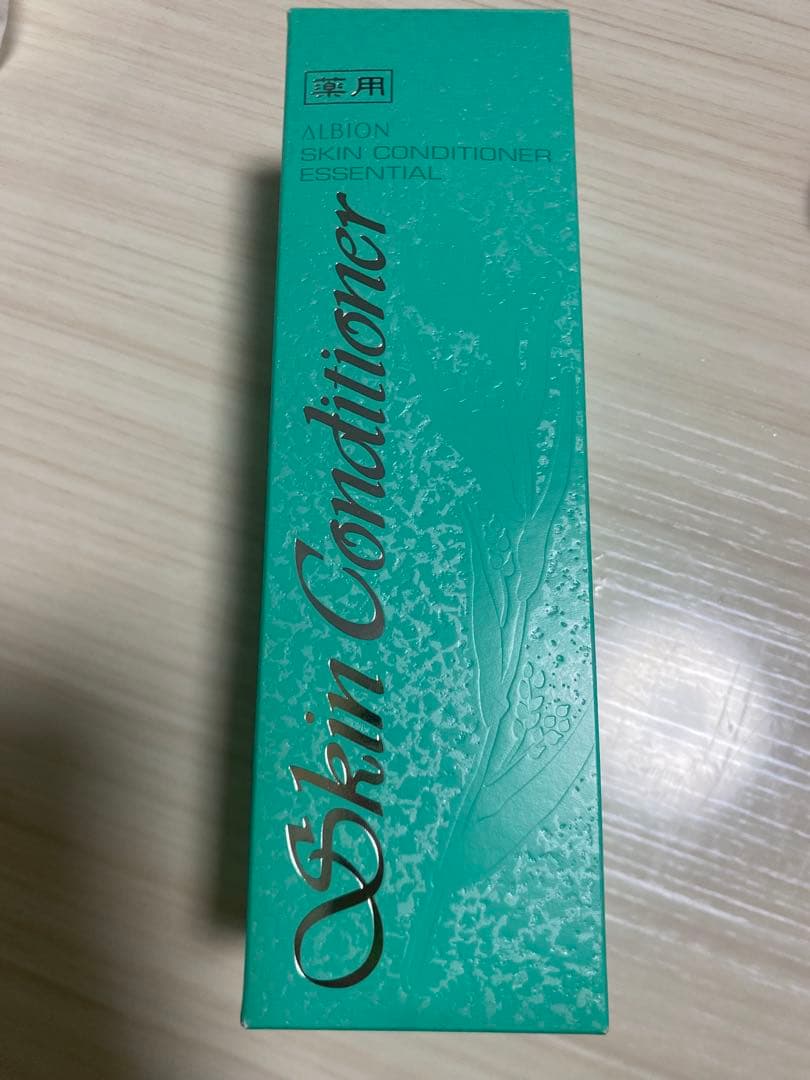 薬用
ALBION
SKIN CONDITIONER
ESSENTIAL
Skin Conditioner